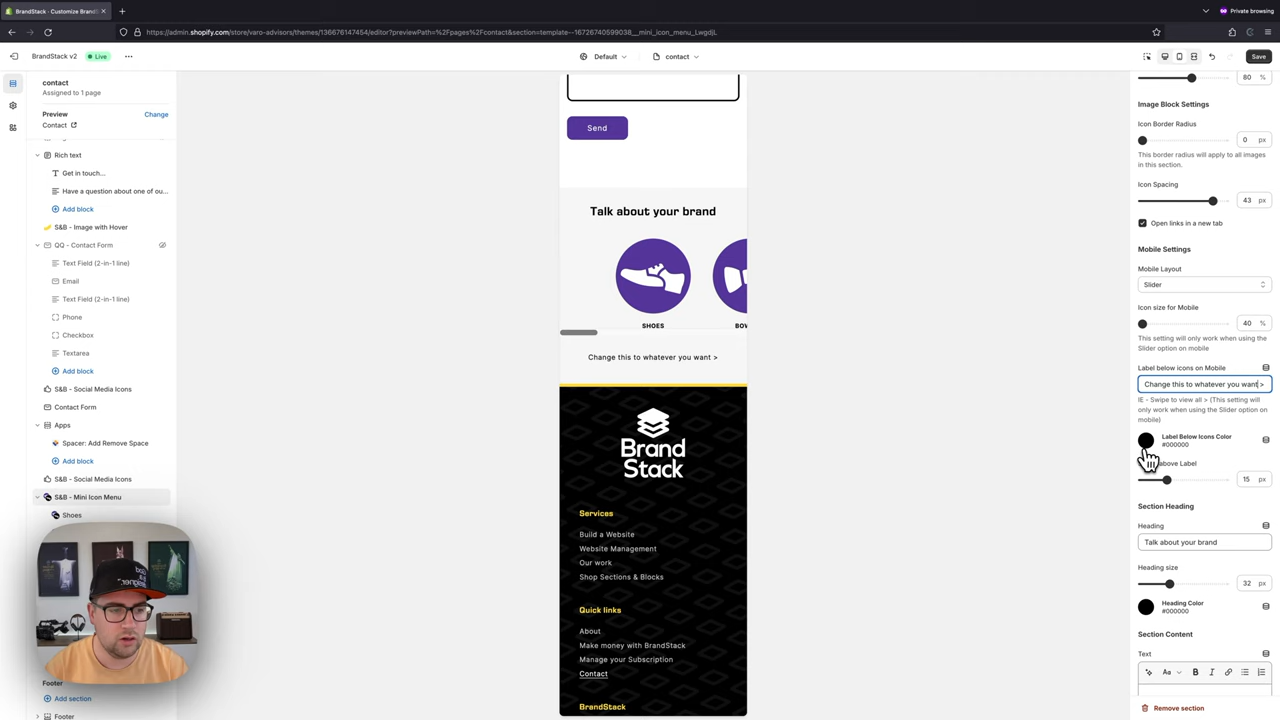 BrandStack · Customize BrandS
Private browsing
https://admin.shopify.com/store/varo-advisors/themes/136676147454/editor?previewPath=%2Fpages%2Fcontact&section=template--16726740599038__mini_icon_menu_LwgdjL
BrandStack v2
Live
Default
contact
Save
contact
Assigned to 1 page
Preview
Change
Contact
Rich text
Get in touch...
Have a question about one of ou...
Add block
S&B - Image with Hover
QQ - Contact Form
Text Field (2-in-1 line)
Email
Text Field (2-in-1 line)
Phone
Checkbox
Textarea
Add block
S&B - Social Media Icons
Contact Form
Apps
Spacer: Add Remove Space
Add block
S&B - Social Media Icons
S&B - Mini Icon Menu
Shoes
Footer
Add section
Footer
Send
Talk about your brand
SHOES
BOW
Change this to whatever you want >
Brand
Stack
Services
Build a Website
Website Management
Our work
Shop Sections & Blocks
Quick links
About
Make money with BrandStack
Manage your Subscription
Contact
BrandStack
80 %
Image Block Settings
Icon Border Radius
0 px
This border radius will apply to all images
in this section.
Icon Spacing
43 px
Open links in a new tab
Mobile Settings
Mobile Layout
Slider
Icon size for Mobile
40 %
This setting will only work when using the
Slider option on mobile
Label below icons on Mobile
Change this to whatever you want >
IE - Swipe to view all > (This setting will
only work when using the Slider option on
mobile)
Label Below Icons Color
#000000
above Label
15 px
Section Heading
Heading
Talk about your brand
Heading size
32 px
Heading Color
#000000
Section Content
Text
Aa
B
I
Remove section